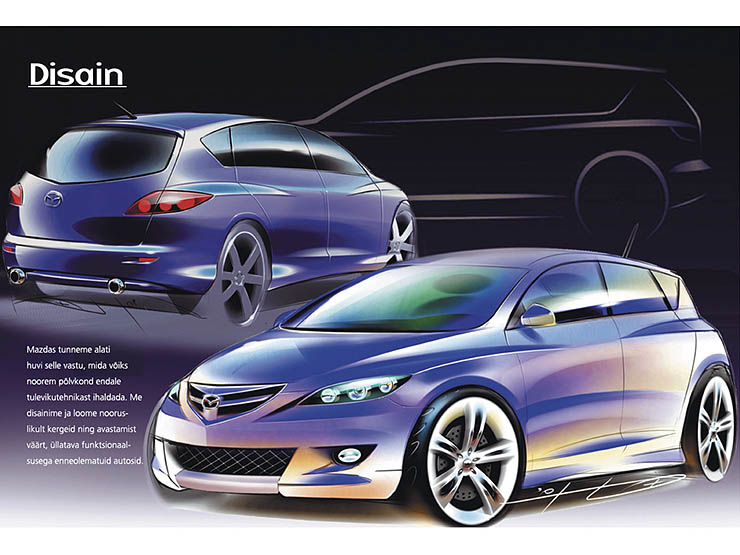 Disain
Mazdas tunneme alati
huvi selle vastu, mida võiks
noorem põlvkond endale
tulevikutehnikast ihaldada. Me
disainime ja loome noorus-
likult kergeid ning avastamist
väärt, üllatava funktsionaal-
susega enneolematuid autosid.